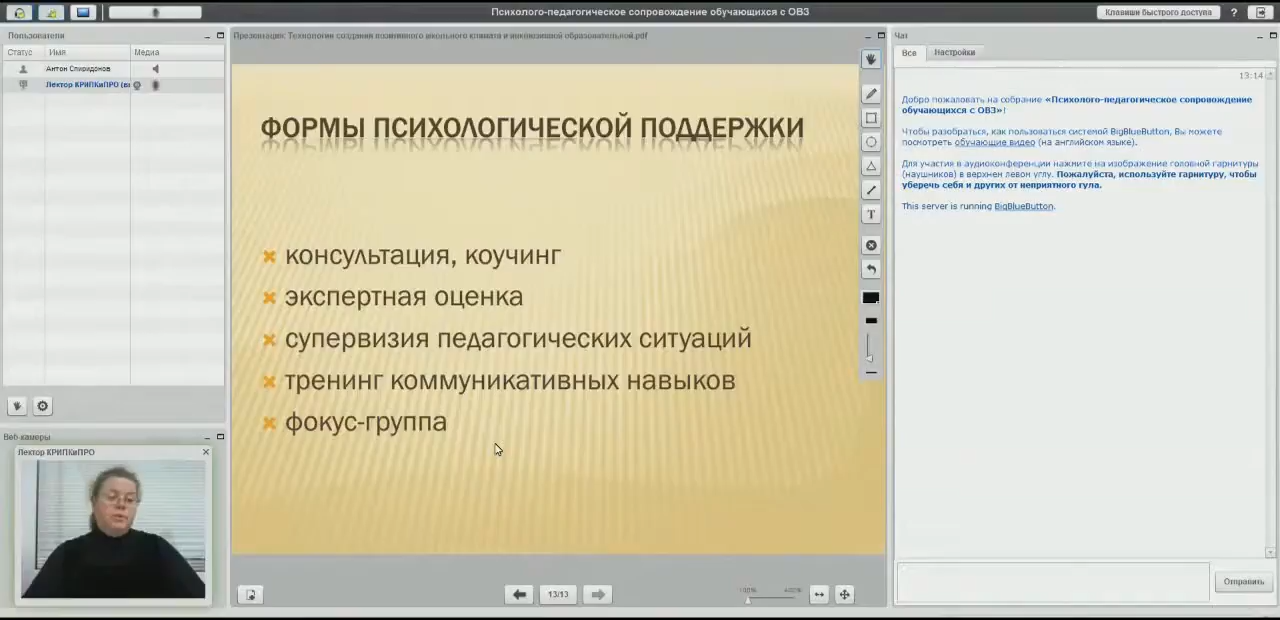 Психолого-педагогическое сопровождение обучающихся с ОВЗ
Клавиши быстрого доступа
?
Пользователи
Статус Имя Медиа
Антон Спиридонов
Лектор КРИПКиПРО (вы
Веб-камеры
Лектор КРИПКиПРО
Презентация: Технологии создания позитивного школьного климата и инклюзивной образовательной.pdf
ФОРМЫ ПСИХОЛОГИЧЕСКОЙ ПОДДЕРЖКИ
консультация, коучинг
экспертная оценка
супервизия педагогических ситуаций
тренинг коммуникативных навыков
фокус-группа
T
13/13
100% 400%
Чат
Все Настройки
13:14
Добро пожаловать на собрание «Психолого-педагогическое сопровождение
обучающихся с ОВЗ»!
Чтобы разобраться, как пользоваться системой BigBlueButton, Вы можете
посмотреть обучающие видео (на английском языке).
Для участия в аудиоконференции нажмите на изображение головной гарнитуры
(наушников) в верхнем левом углу. Пожалуйста, используйте гарнитуру, чтобы
уберечь себя и других от неприятного гула.
This server is running BigBlueButton.
Отправить